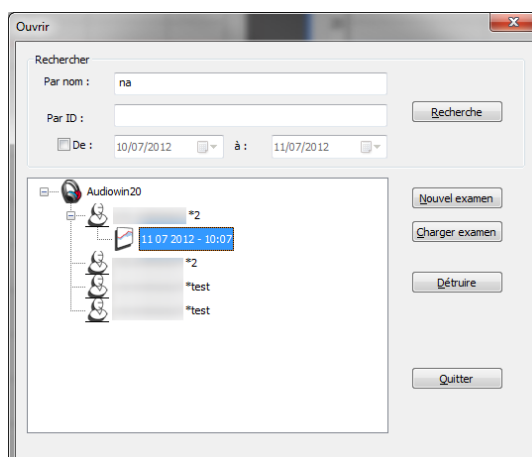 Ouvrir
Rechercher
Par nom : na
Par ID :
Recherche
De : 10/07/2012 à : 11/07/2012
Audiowin20
Nouvel examen
*2
11 07 2012 - 10:07
Charger examen
*2
*test
Détruire
*test
Quitter